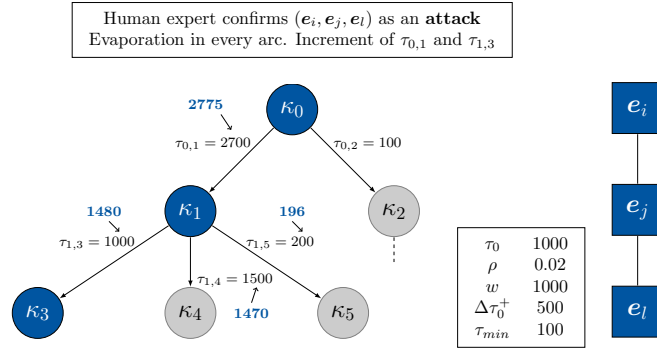 Human expert confirms (e_i, e_j, e_l) as an attack
Evaporation in every arc. Increment of τ_{0,1} and τ_{1,3}
2775
κ_0
e_i
τ_{0,1} = 2700
τ_{0,2} = 100
1480
κ_1
196
κ_2
e_j
τ_{1,3} = 1000
τ_{1,5} = 200
τ_{1,4} = 1500
τ_0 1000
ρ 0.02
w 1000
Δτ_0^+ 500
τ_{min} 100
κ_3
κ_4
1470
κ_5
e_l